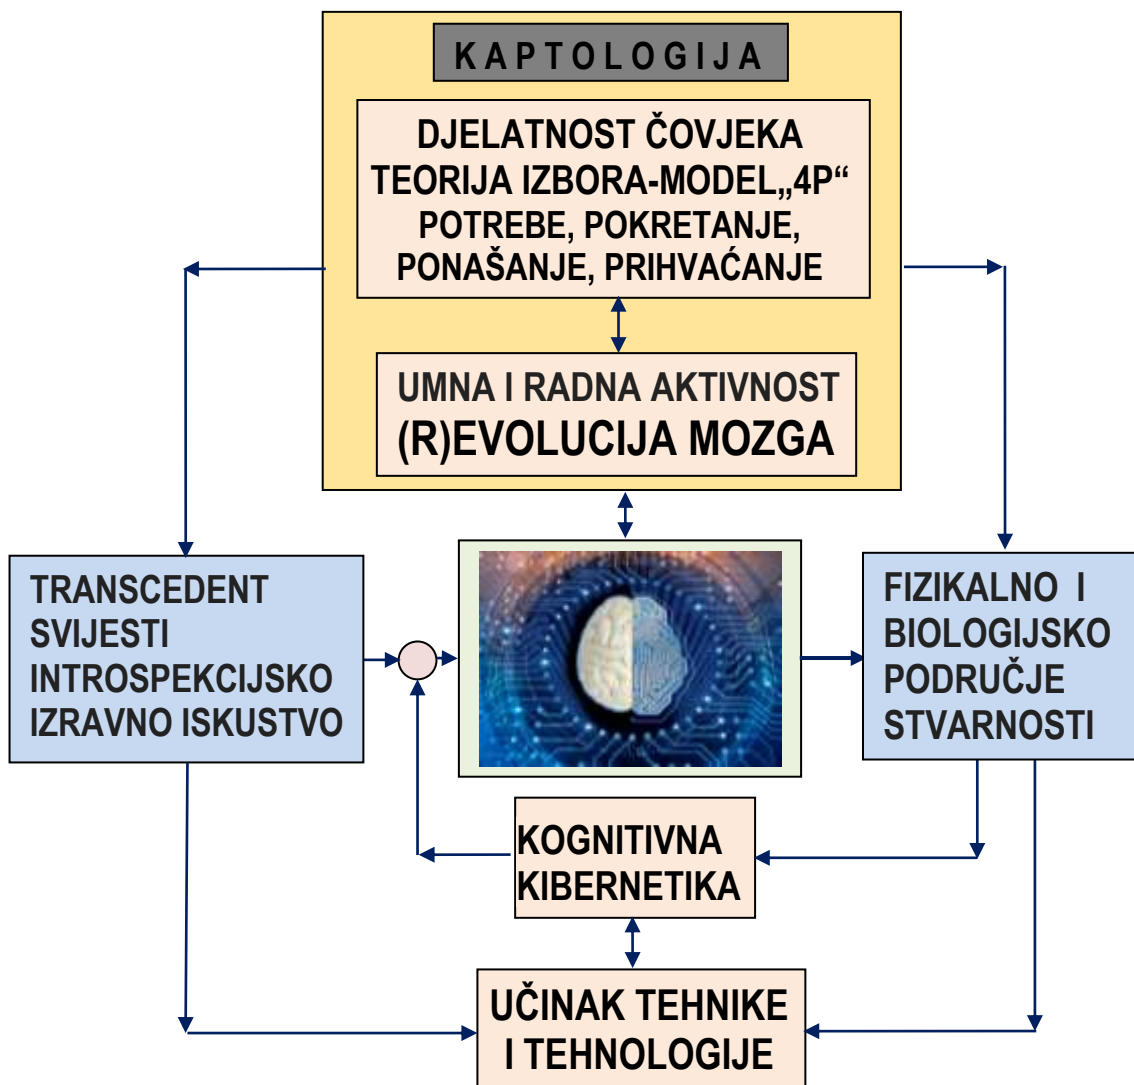 KAPTOLOGIJA
DJELATNOST ČOVJEKA
TEORIJA IZBORA-MODEL„4P“
POTREBE, POKRETANJE,
PONAŠANJE, PRIHVAĆANJE
UMNA I RADNA AKTIVNOST
(R)EVOLUCIJA MOZGA
TRANSCEDENT
SVIJESTI
INTROSPEKCIJSKO
IZRAVNO ISKUSTVO
FIZIKALNO I
BIOLOGIJSKO
PODRUČJE
STVARNOSTI
KOGNITIVNA
KIBERNETIKA
UČINAK TEHNIKE
I TEHNOLOGIJE